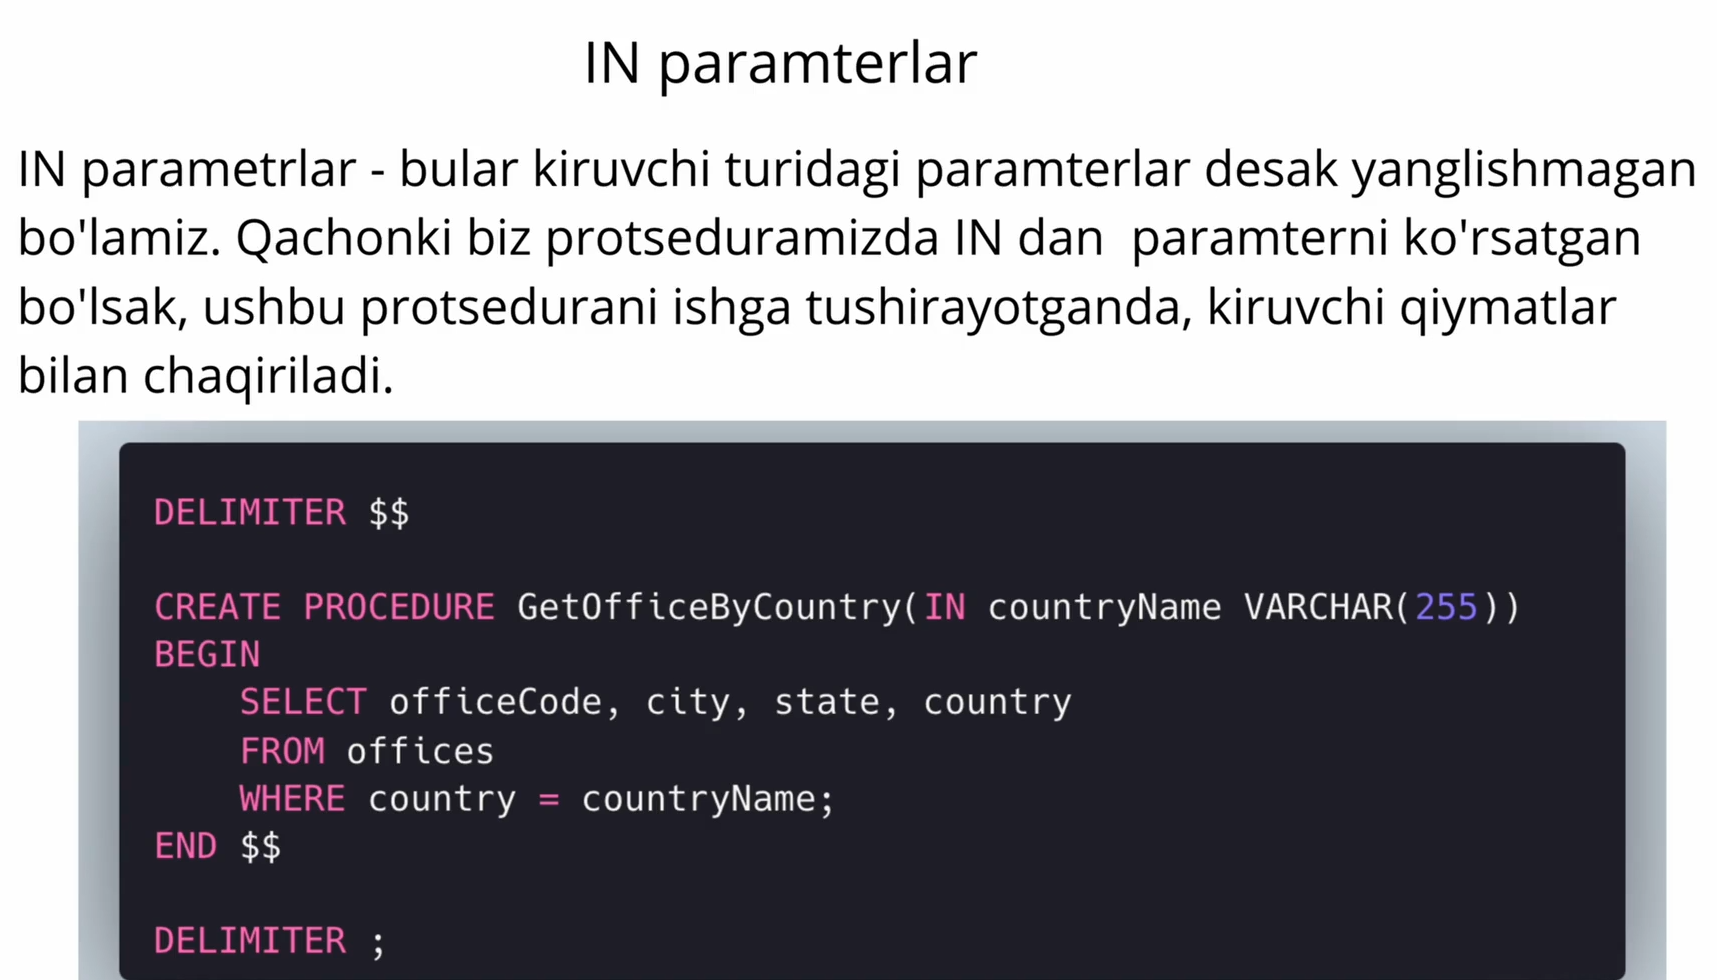 IN paramterlar
IN parametrlar - bular kiruvchi turidagi paramterlar desak yanglishmagan
bo'lamiz. Qachonki biz protseduramizda IN dan  paramterni ko'rsatgan
bo'lsak, ushbu protsedurani ishga tushirayotganda, kiruvchi qiymatlar
bilan chaqiriladi.
DELIMITER $$
CREATE PROCEDURE GetOfficeByCountry(IN countryName VARCHAR(255))
BEGIN
    SELECT officeCode, city, state, country
    FROM offices
    WHERE country = countryName;
END $$
DELIMITER ;